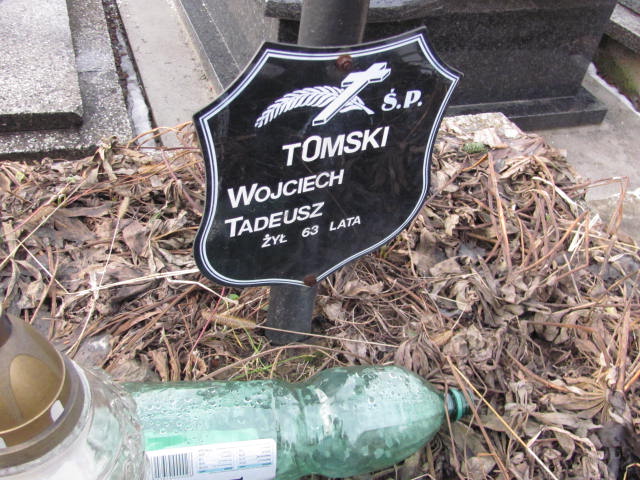 Ś.P.
TOMSKI
WOJCIECH
TADEUSZ
ŻYŁ 63 LATA